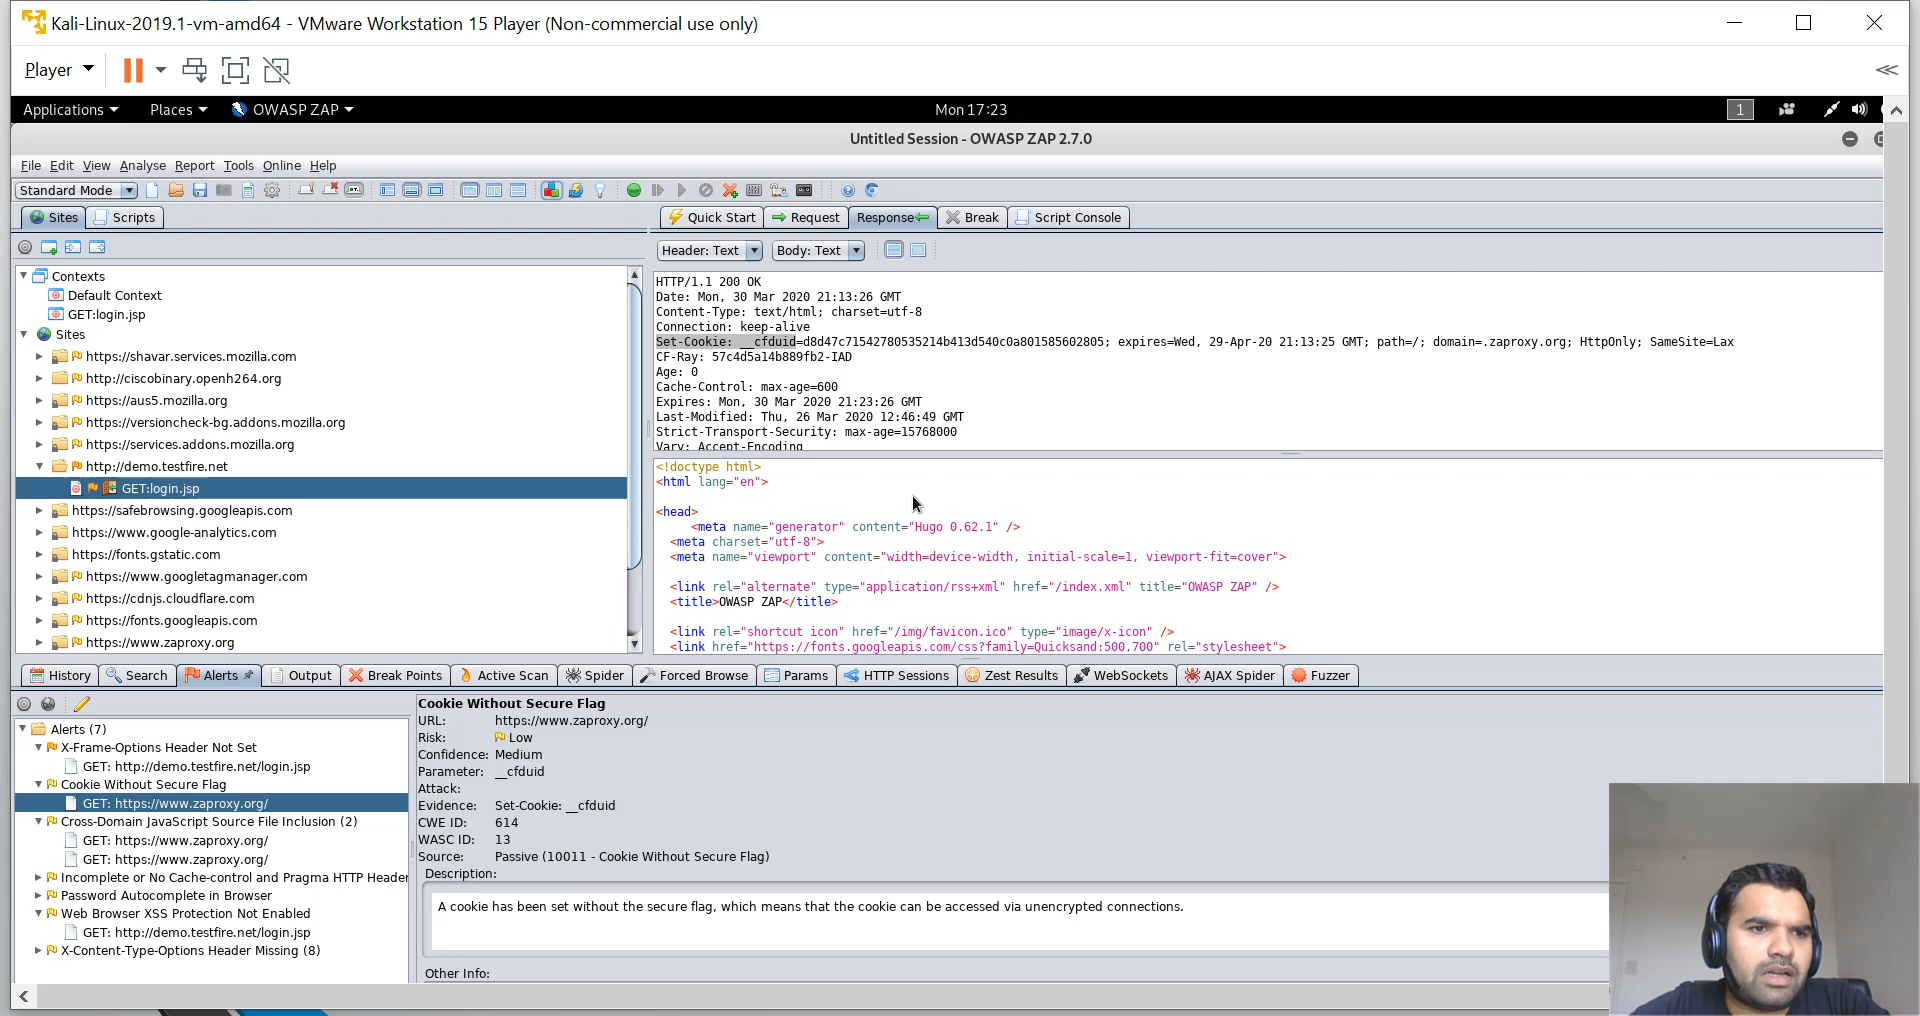 Kali-Linux-2019.1-vm-amd64 - VMware Workstation 15 Player (Non-commercial use only)
Player
Applications Places OWASP ZAP Mon 17:23 1
Untitled Session - OWASP ZAP 2.7.0
File Edit View Analyse Report Tools Online Help
Standard Mode
Sites Scripts
Quick Start Request Response Break Script Console
Header: Text Body: Text
Contexts
Default Context
GET:login.jsp
Sites
https://shavar.services.mozilla.com
http://ciscobinary.openh264.org
https://aus5.mozilla.org
https://versioncheck-bg.addons.mozilla.org
https://services.addons.mozilla.org
http://demo.testfire.net
GET:login.jsp
https://safebrowsing.googleapis.com
https://www.google-analytics.com
https://fonts.gstatic.com
https://www.googletagmanager.com
https://cdnjs.cloudflare.com
https://fonts.googleapis.com
https://www.zaproxy.org
HTTP/1.1 200 OK
Date: Mon, 30 Mar 2020 21:13:26 GMT
Content-Type: text/html; charset=utf-8
Connection: keep-alive
Set-Cookie: __cfduid=d8d47c71542780535214b413d540c0a801585602805; expires=Wed, 29-Apr-20 21:13:25 GMT; path=/; domain=.zaproxy.org; HttpOnly; SameSite=Lax
CF-Ray: 57c4d5a14b889fb2-IAD
Age: 0
Cache-Control: max-age=600
Expires: Mon, 30 Mar 2020 21:23:26 GMT
Last-Modified: Thu, 26 Mar 2020 12:46:49 GMT
Strict-Transport-Security: max-age=15768000
Vary: Accept-Encoding
<!doctype html>
<html lang="en">
<head>
<meta name="generator" content="Hugo 0.62.1" />
<meta charset="utf-8">
<meta name="viewport" content="width=device-width, initial-scale=1, viewport-fit=cover">
<link rel="alternate" type="application/rss+xml" href="/index.xml" title="OWASP ZAP" />
<title>OWASP ZAP</title>
<link rel="shortcut icon" href="/img/favicon.ico" type="image/x-icon" />
<link href="https://fonts.googleapis.com/css?family=Quicksand:500,700" rel="stylesheet">
History Search Alerts Output Break Points Active Scan Spider Forced Browse Params HTTP Sessions Zest Results WebSockets AJAX Spider Fuzzer
Alerts (7)
X-Frame-Options Header Not Set
GET: http://demo.testfire.net/login.jsp
Cookie Without Secure Flag
GET: https://www.zaproxy.org/
Cross-Domain JavaScript Source File Inclusion (2)
GET: https://www.zaproxy.org/
GET: https://www.zaproxy.org/
Incomplete or No Cache-control and Pragma HTTP Header
Password Autocomplete in Browser
Web Browser XSS Protection Not Enabled
GET: http://demo.testfire.net/login.jsp
X-Content-Type-Options Header Missing (8)
Cookie Without Secure Flag
URL: https://www.zaproxy.org/
Risk: Low
Confidence: Medium
Parameter: __cfduid
Attack:
Evidence: Set-Cookie: __cfduid
CWE ID: 614
WASC ID: 13
Source: Passive (10011 - Cookie Without Secure Flag)
Description:
A cookie has been set without the secure flag, which means that the cookie can be accessed via unencrypted connections.
Other Info: